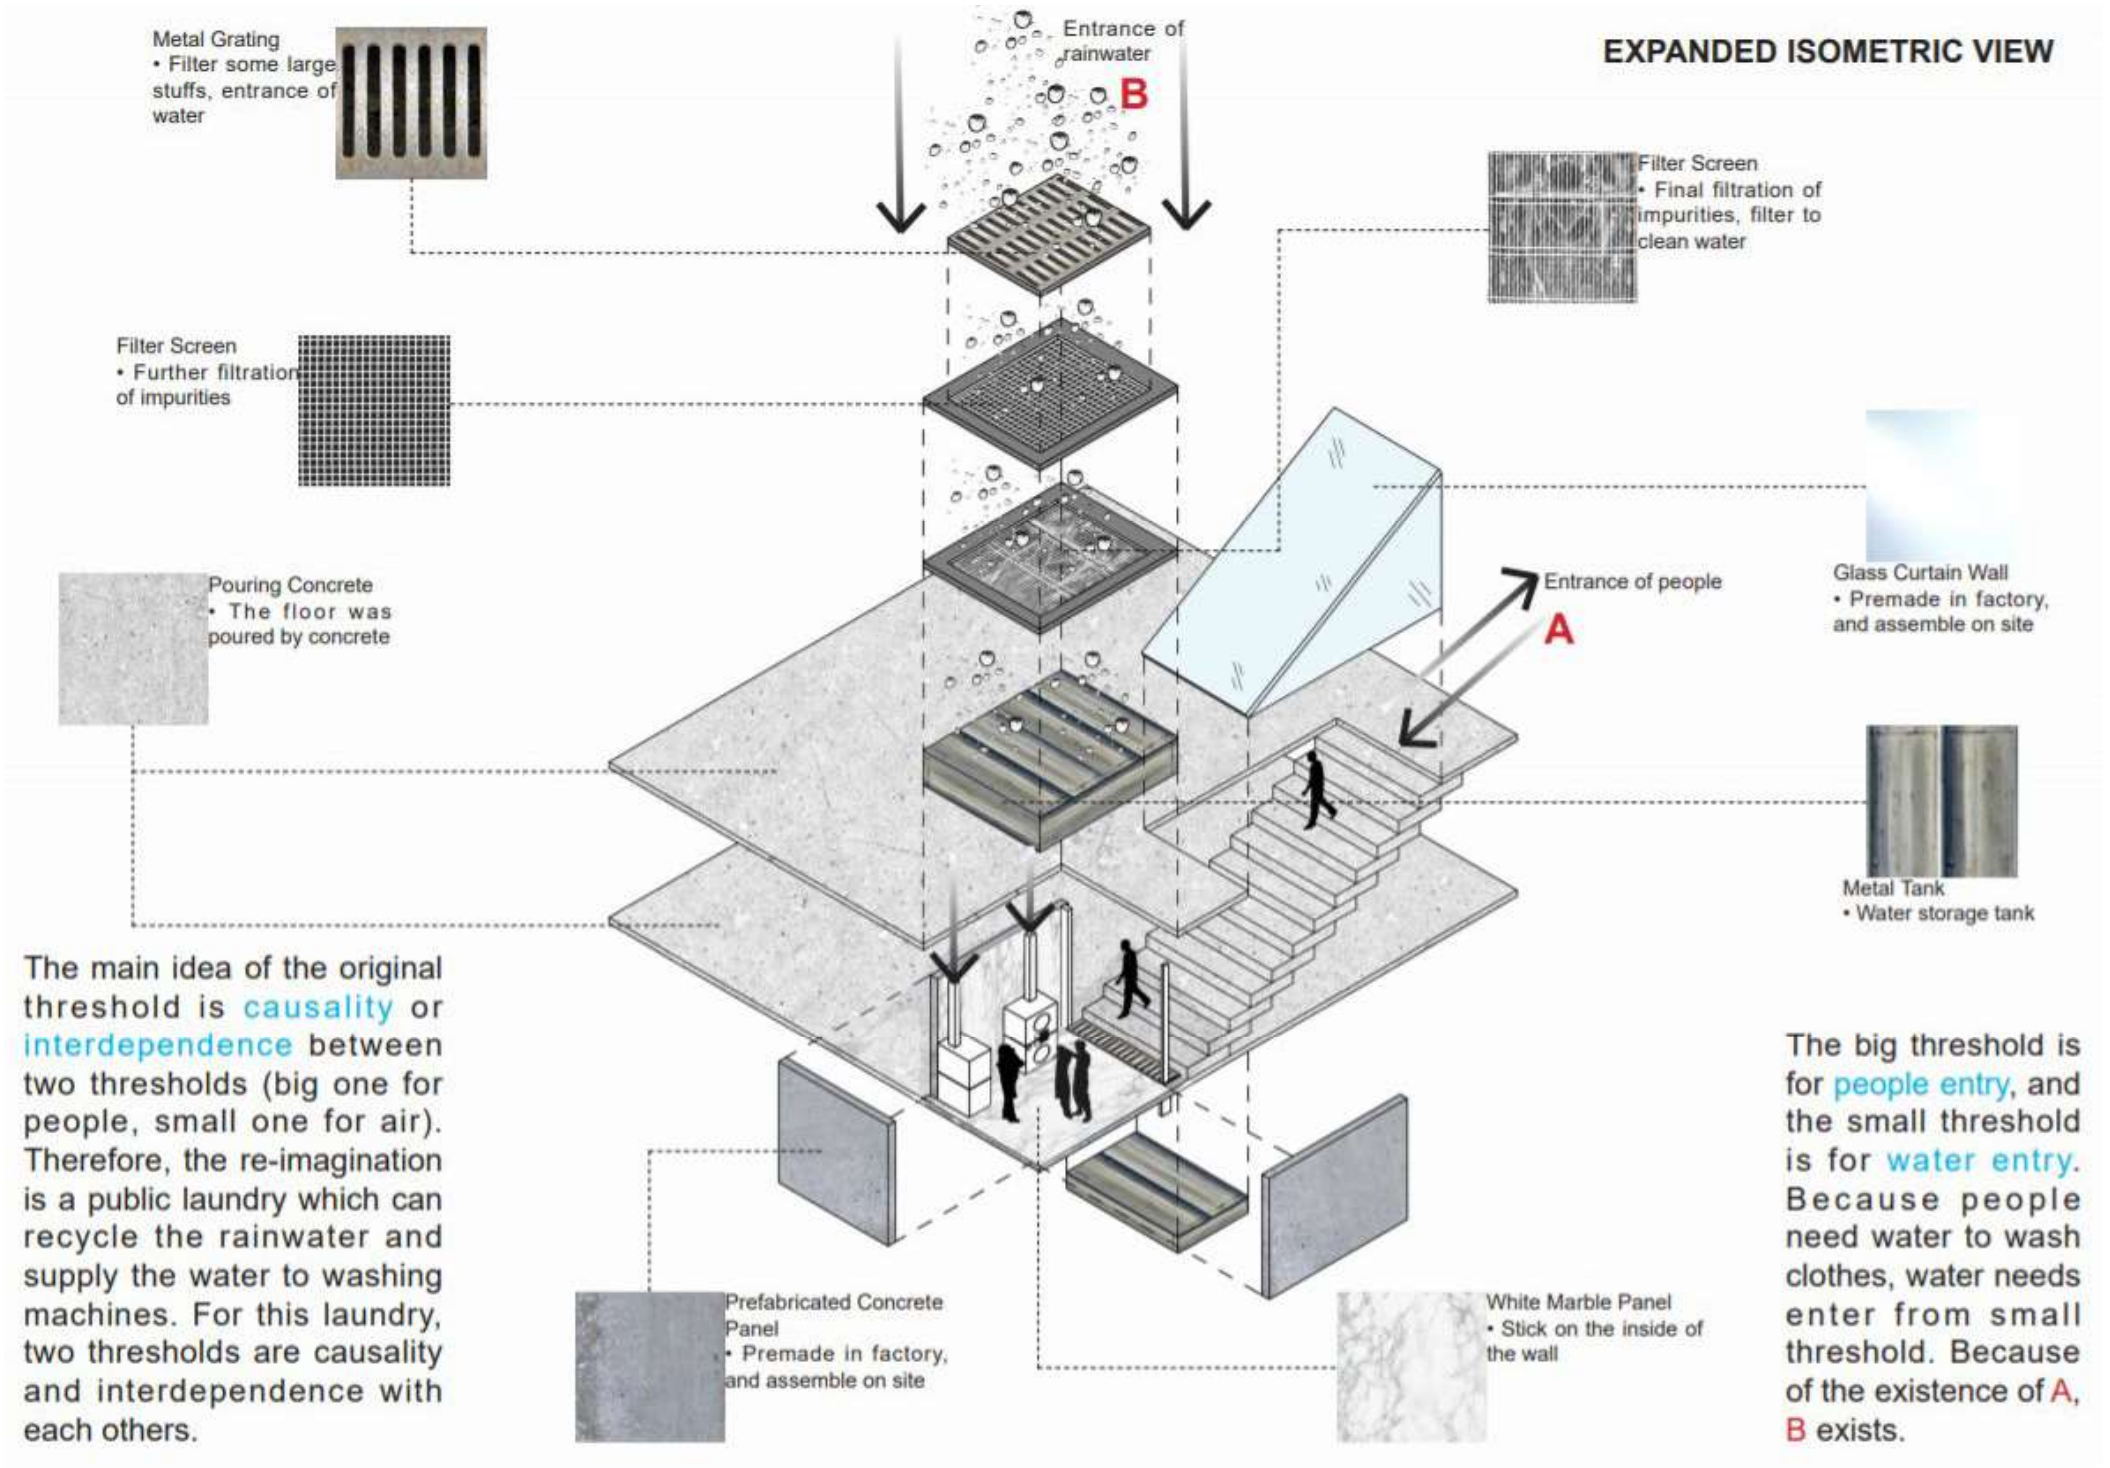 EXPANDED ISOMETRIC VIEW
Metal Grating
• Filter some large
stuffs, entrance of
water
Entrance of
rainwater
B
Filter Screen
• Final filtration of
impurities, filter to
clean water
Filter Screen
• Further filtration
of impurities
Pouring Concrete
• The floor was
poured by concrete
Entrance of people
A
Glass Curtain Wall
• Premade in factory,
and assemble on site
Metal Tank
• Water storage tank
The main idea of the original
threshold is causality or
interdependence between
two thresholds (big one for
people, small one for air).
Therefore, the re-imagination
is a public laundry which can
recycle the rainwater and
supply the water to washing
machines. For this laundry,
two thresholds are causality
and interdependence with
each others.
Prefabricated Concrete
Panel
• Premade in factory,
and assemble on site
White Marble Panel
• Stick on the inside of
the wall
The big threshold is
for people entry, and
the small threshold
is for water entry.
Because people
need water to wash
clothes, water needs
enter from small
threshold. Because
of the existence of A,
B exists.